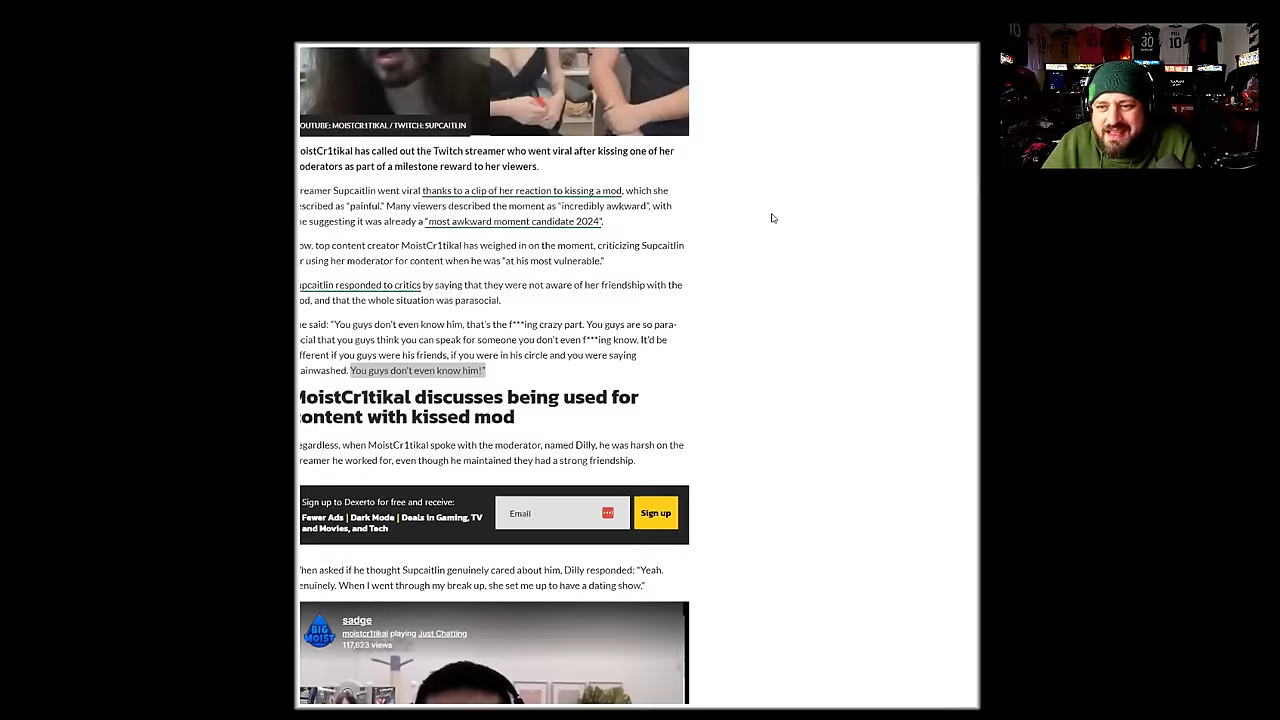 OUTUBE: MOISTCR1TIKAL / TWITCH: SUPCAITLIN
oistCr1tikal has called out the Twitch streamer who went viral after kissing one of her
oderators as part of a milestone reward to her viewers.
reamer Supcaitlin went viral thanks to a clip of her reaction to kissing a mod, which she
escribed as “painful.” Many viewers described the moment as “incredibly awkward”, with
e suggesting it was already a “most awkward moment candidate 2024”.
ow, top content creator MoistCr1tikal has weighed in on the moment, criticizing Supcaitlin
r using her moderator for content when he was “at his most vulnerable.”
upcaitlin responded to critics by saying that they were not aware of her friendship with the
od, and that the whole situation was parasocial.
e said: “You guys don’t even know him, that’s the f***ing crazy part. You guys are so para-
cial that you guys think you can speak for someone you don’t even f***ing know. It’d be
fferent if you guys were his friends, if you were in his circle and you were saying
ainwashed. You guys don’t even know him!”
MoistCr1tikal discusses being used for
content with kissed mod
egardless, when MoistCr1tikal spoke with the moderator, named Dilly, he was harsh on the
reamer he worked for, even though he maintained they had a strong friendship.
Sign up to Dexerto for free and receive:
Fewer Ads | Dark Mode | Deals in Gaming, TV
and Movies, and Tech
Email
Sign up
hen asked if he thought Supcaitlin genuinely cared about him, Dilly responded: “Yeah.
enuinely. When I went through my break up, she set me up to have a dating show.”
BIG
MOIST
sadge
moistcr1tikal playing Just Chatting
117,823 views
10
30
10